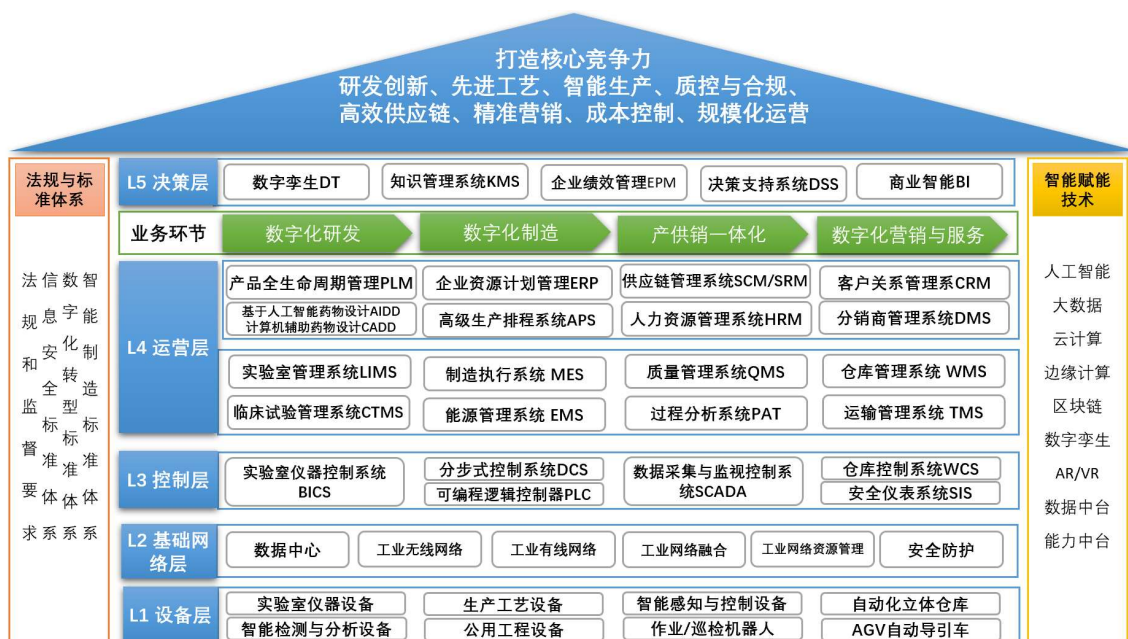 打造核心竞争力
研发创新、先进工艺、智能生产、质控与合规、
高效供应链、精准营销、成本控制、规模化运营
法规与标
准体系
法规和监督要求
信息安全标准体系
数字化转型标准体系
智能制造标准体系
L5 决策层
数字孪生DT
知识管理系统KMS
企业绩效管理EPM
决策支持系统DSS
商业智能BI
业务环节
数字化研发
数字化制造
产供销一体化
数字化营销与服务
L4 运营层
产品全生命周期管理PLM
企业资源计划管理ERP
供应链管理系统SCM/SRM
客户关系管理系CRM
基于人工智能药物设计AIDD
计算机辅助药物设计CADD
高级生产排程系统APS
人力资源管理系统HRM
分销商管理系统DMS
实验室管理系统LIMS
制造执行系统 MES
质量管理系统QMS
仓库管理系统 WMS
临床试验管理系统CTMS
能源管理系统 EMS
过程分析系统PAT
运输管理系统 TMS
L3 控制层
实验室仪器控制系统
BICS
分步式控制系统DCS
可编程逻辑控制器PLC
数据采集与监视控制系
统SCADA
仓库控制系统WCS
安全仪表系统SIS
L2 基础网
络层
数据中心
工业无线网络
工业有线网络
工业网络融合
工业网络资源管理
安全防护
L1 设备层
实验室仪器设备
生产工艺设备
智能感知与控制设备
自动化立体仓库
智能检测与分析设备
公用工程设备
作业/巡检机器人
AGV自动导引车
智能赋能
技术
人工智能
大数据
云计算
边缘计算
区块链
数字孪生
AR/VR
数据中台
能力中台